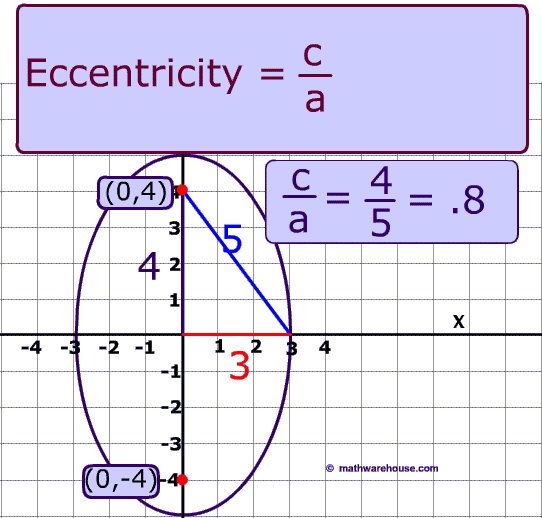 Eccentricity = c/a
c/a = 4/5 = .8
(0,4) 4
3
5
4 2
1
X
-4 -3 -2 -1 1 2 3 4
3
-1
-2
-3
© mathwarehouse.com
(0,-4) -4